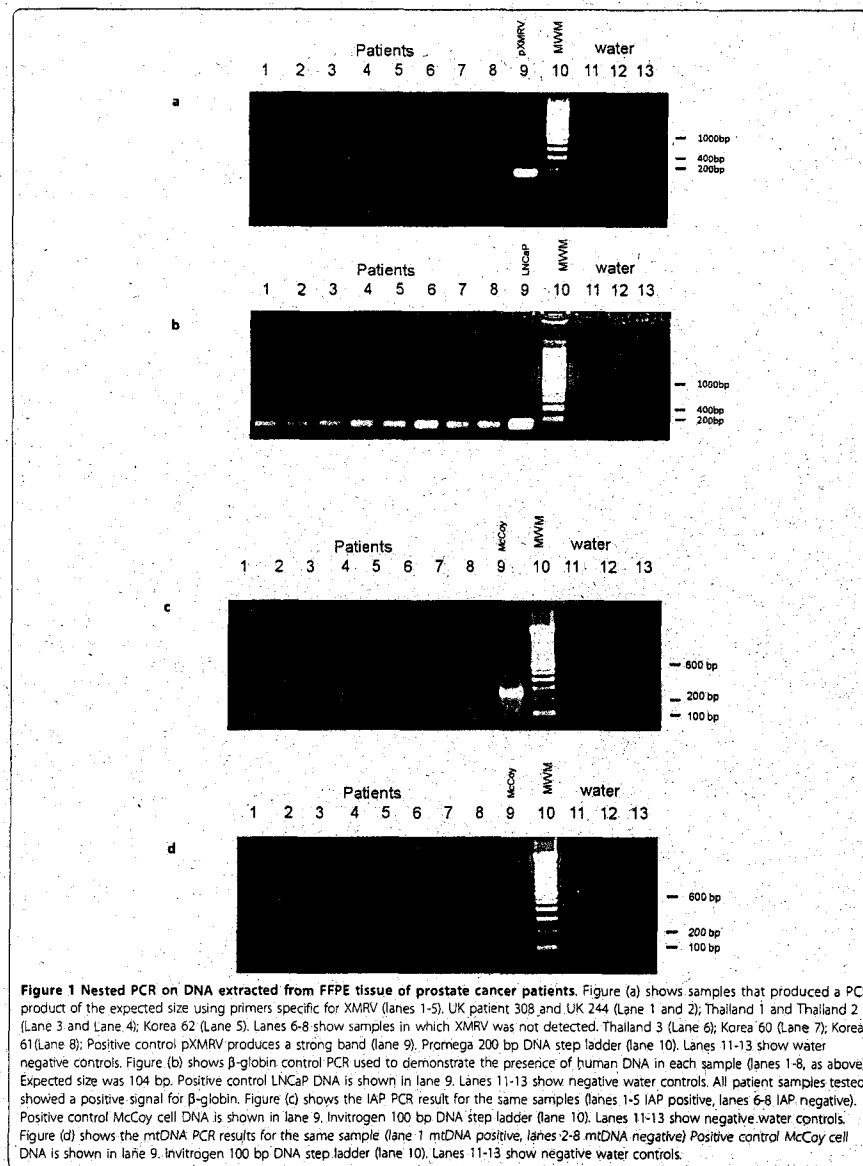 Patients pXMRV MWM water
1 2 3 4 5 6 7 8 9 10 11 12 13
a
1000bp
400bp
200bp
Patients LNCaP MWM water
1 2 3 4 5 6 7 8 9 10 11 12 13
b
1000bp
400bp
200bp
Patients McCoy MWM water
1 2 3 4 5 6 7 8 9 10 11 12 13
c
600 bp
200 bp
100 bp
Patients McCoy MWM water
1 2 3 4 5 6 7 8 9 10 11 12 13
d
600 bp
200 bp
100 bp
Figure 1 Nested PCR on DNA extracted from FFPE tissue of prostate cancer patients. Figure (a) shows samples that produced a PC
product of the expected size using primers specific for XMRV (lanes 1-5). UK patient 308 and UK 244 (Lane 1 and 2); Thailand 1 and Thailand 2
(Lane 3 and Lane 4); Korea 62 (Lane 5). Lanes 6-8 show samples in which XMRV was not detected. Thailand 3 (Lane 6); Korea 60 (Lane 7); Korea
61(Lane 8); Positive control pXMRV produces a strong band (lane 9). Promega 200 bp DNA step ladder (lane 10). Lanes 11-13 show water
negative controls. Figure (b) shows β-globin control PCR used to demonstrate the presence of human DNA in each sample (lanes 1-8, as above
Expected size was 104 bp. Positive control LNCaP DNA is shown in lane 9. Lanes 11-13 show negative water controls. All patient samples tested
showed a positive signal for β-globin. Figure (c) shows the IAP PCR result for the same samples (lanes 1-5 IAP positive, lanes 6-8 IAP negative).
Positive control McCoy cell DNA is shown in lane 9. Invitrogen 100 bp DNA step ladder (lane 10). Lanes 11-13 show negative water controls.
Figure (d) shows the mtDNA PCR results for the same sample (lane 1 mtDNA positive, lanes 2-8 mtDNA negative) Positive control McCoy cell
DNA is shown in lane 9. Invitrogen 100 bp DNA step ladder (lane 10). Lanes 11-13 show negative water controls.